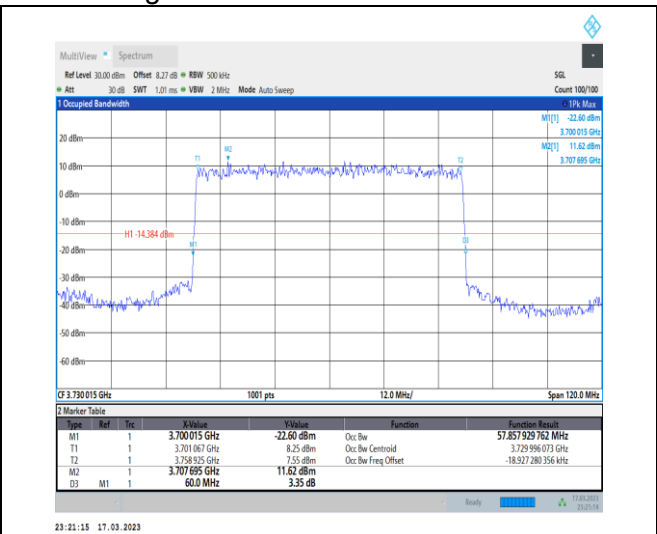 MultiView Spectrum
Ref Level 30.00 dBm Offset 8.27 dB RBW 500 kHz SGL
Att 30 dB SWT 1.01 ms VBW 2 MHz Mode Auto Sweep Count 100/100
1 Occupied Bandwidth 1Pk Max
M1[1] -22.60 dBm
3.700 015 GHz
M2[1] 11.62 dBm
3.707 695 GHz
20 dBm
M2
T1 T2
10 dBm
0 dBm
-10 dBm
H1 -14.384 dBm
M1 D3
-20 dBm
-30 dBm
-40 dBm
-50 dBm
-60 dBm
CF 3.730 015 GHz 1001 pts 12.0 MHz/ Span 120.0 MHz
2 Marker Table
Type Ref Trc X-Value Y-Value Function Function Result
M1 1 3.700 015 GHz -22.60 dBm Occ Bw 57.857 929 762 MHz
T1 1 3.701 067 GHz 8.25 dBm Occ Bw Centroid 3.729 996 073 GHz
T2 1 3.758 925 GHz 7.55 dBm Occ Bw Freq Offset -18.927 280 356 kHz
M2 1 3.707 695 GHz 11.62 dBm
D3 M1 1 60.0 MHz 3.35 dB
Ready 17.03.2023
23:21:14
23:21:15 17.03.2023